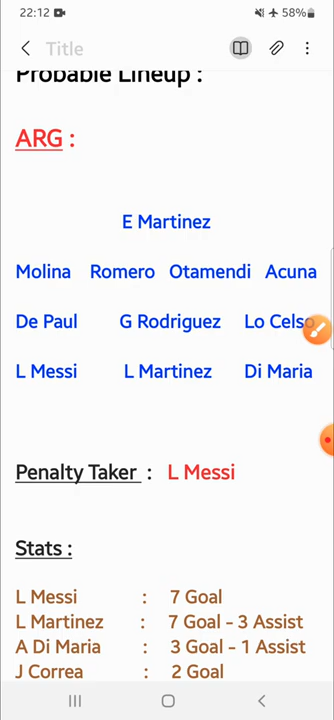 22:12 58%
Title
Probable Lineup :
ARG :
E Martinez
Molina Romero Otamendi Acuna
De Paul G Rodriguez Lo Celso
L Messi L Martinez Di Maria
Penalty Taker : L Messi
Stats :
L Messi : 7 Goal
L Martinez : 7 Goal - 3 Assist
A Di Maria : 3 Goal - 1 Assist
J Correa : 2 Goal